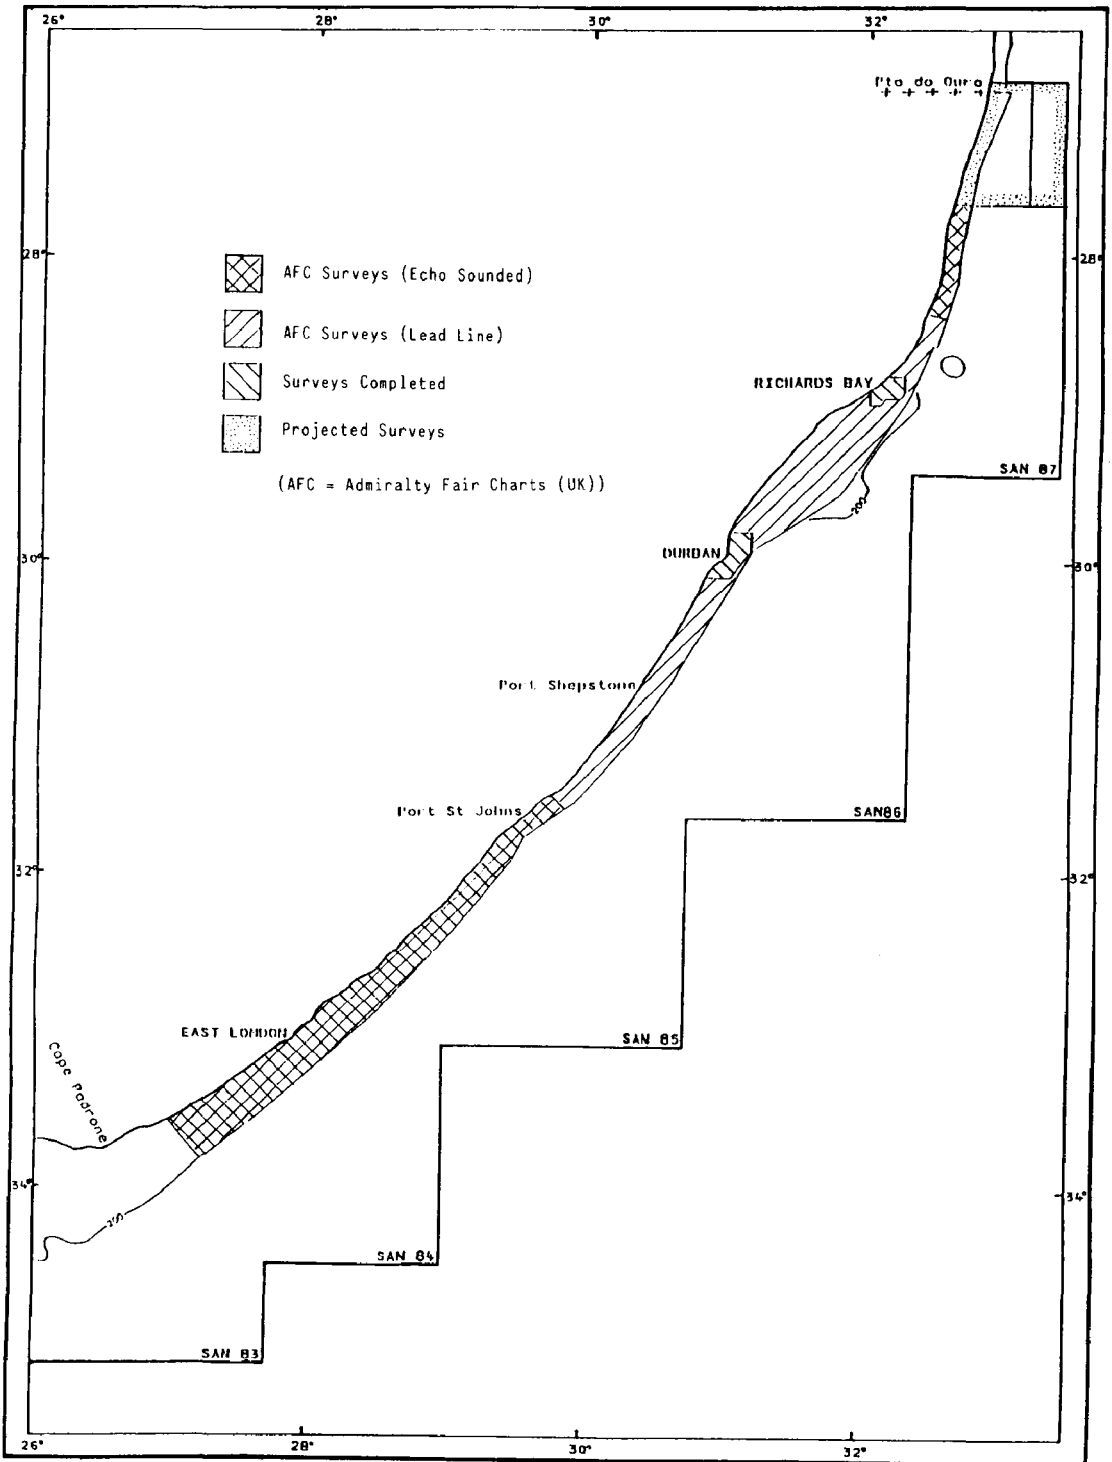 26° 28° 30° 32°
Pto do Ouro
28° 28°
AFC Surveys (Echo Sounded)
AFC Surveys (Lead Line)
Surveys Completed
Projected Surveys
(AFC = Admiralty Fair Charts (UK))
RICHARDS BAY
SAN 87
200
DURBAN
30° 30°
Port Shepstone
Port St Johns
SAN86
32° 32°
EAST LONDON
SAN 85
Cape Padrone
34° 34°
200
SAN 84
SAN 83
26° 28° 30° 32°